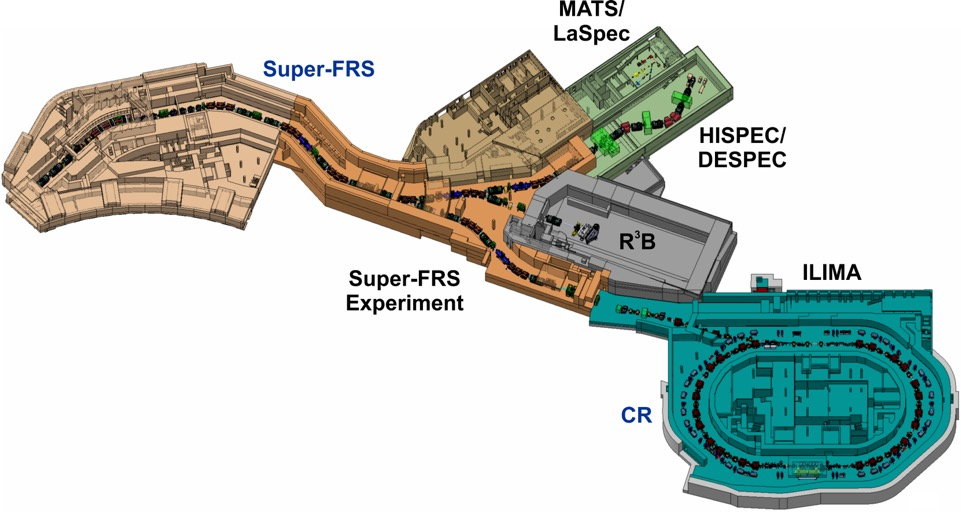 MATS/
LaSpec
Super-FRS
HISPEC/
DESPEC
R³B
Super-FRS
Experiment
ILIMA
CR